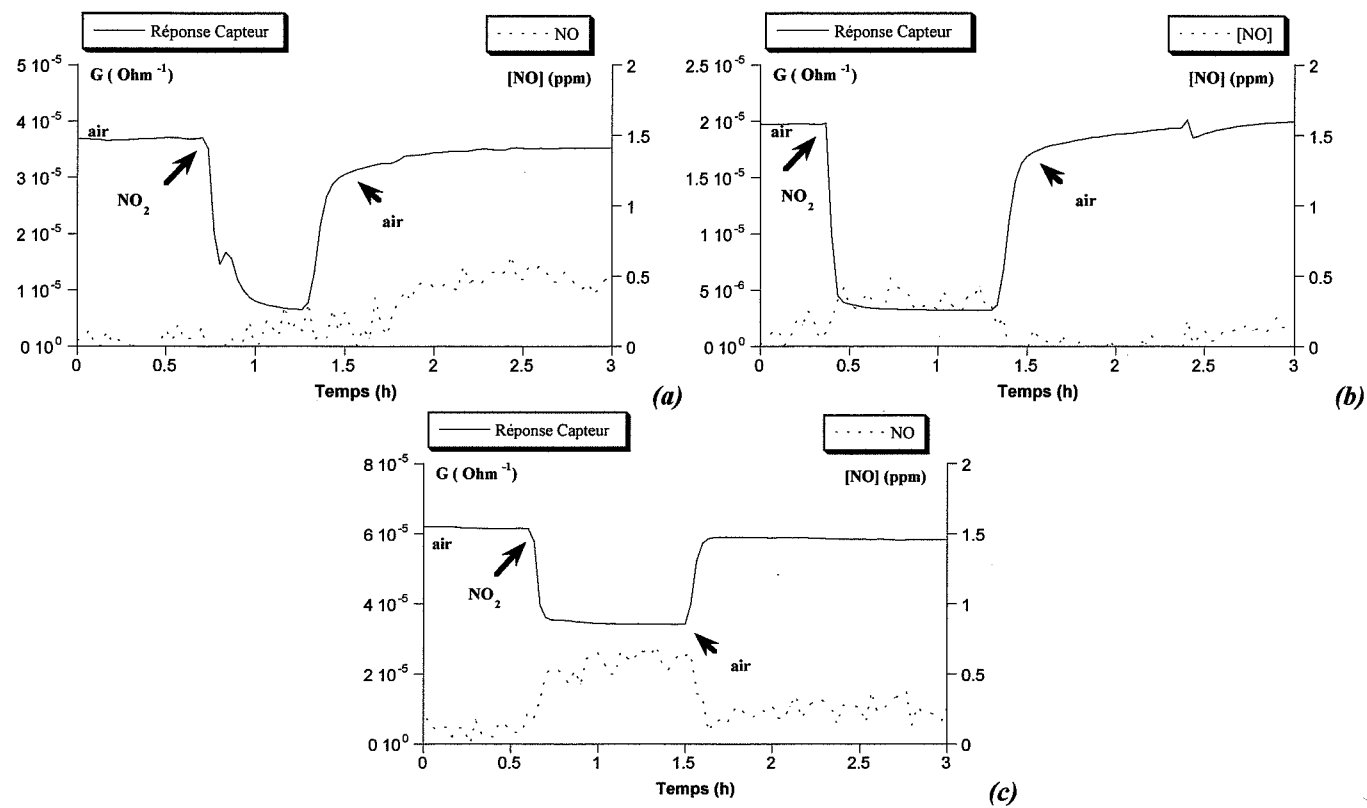 Réponse Capteur
NO
G ( Ohm -1)
[NO] (ppm)
5 10-5
4 10-5
3 10-5
2 10-5
1 10-5
0 100
2
1.5
1
0.5
0
air
NO2
air
0 0.5 1 1.5 2 2.5 3
Temps (h)
(a)
Réponse Capteur
[NO]
G ( Ohm -1)
[NO] (ppm)
2.5 10-5
2 10-5
1.5 10-5
1 10-5
5 10-6
0 100
2
1.5
1
0.5
0
air
NO2
air
0 0.5 1 1.5 2 2.5 3
Temps (h)
(b)
Réponse Capteur
NO
G ( Ohm -1)
[NO] (ppm)
8 10-5
6 10-5
4 10-5
2 10-5
0 100
2
1.5
1
0.5
0
air
NO2
air
0 0.5 1 1.5 2 2.5 3
Temps (h)
(c)